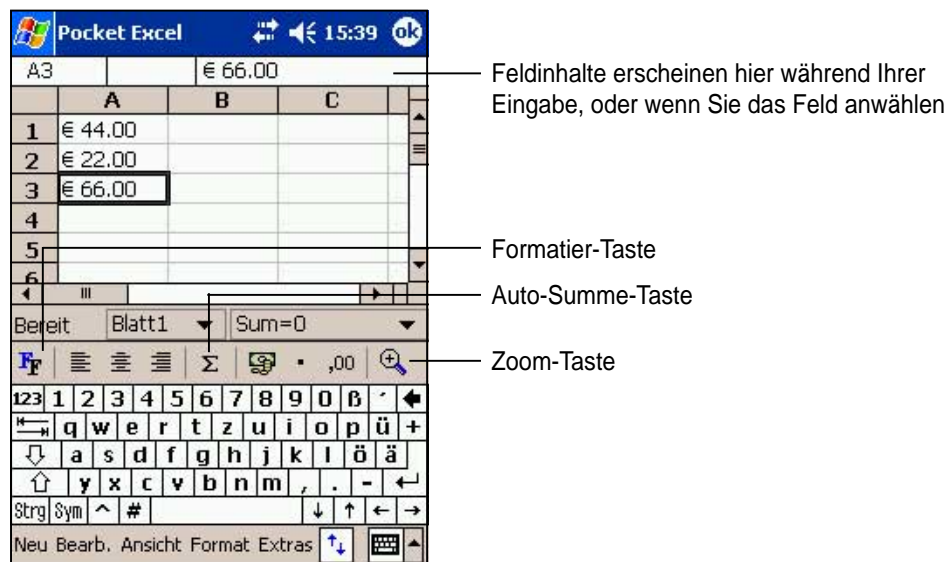 Pocket Excel 15:39 ok
A3 € 66.00
Feldinhalte erscheinen hier während Ihrer
Eingabe, oder wenn Sie das Feld anwählen
A B C
1 € 44.00
2 € 22.00
3 € 66.00
4
5
6
Formatier-Taste
Auto-Summe-Taste
Bereit Blatt1 Sum=0
FF Σ ,00
Zoom-Taste
123 1 2 3 4 5 6 7 8 9 0 ß ´
q w e r t z u i o p ü +
a s d f g h j k l ö ä
y x c v b n m , . -
Strg Sym ^ # ↓ ↑ ← →
Neu Bearb. Ansicht Format Extras